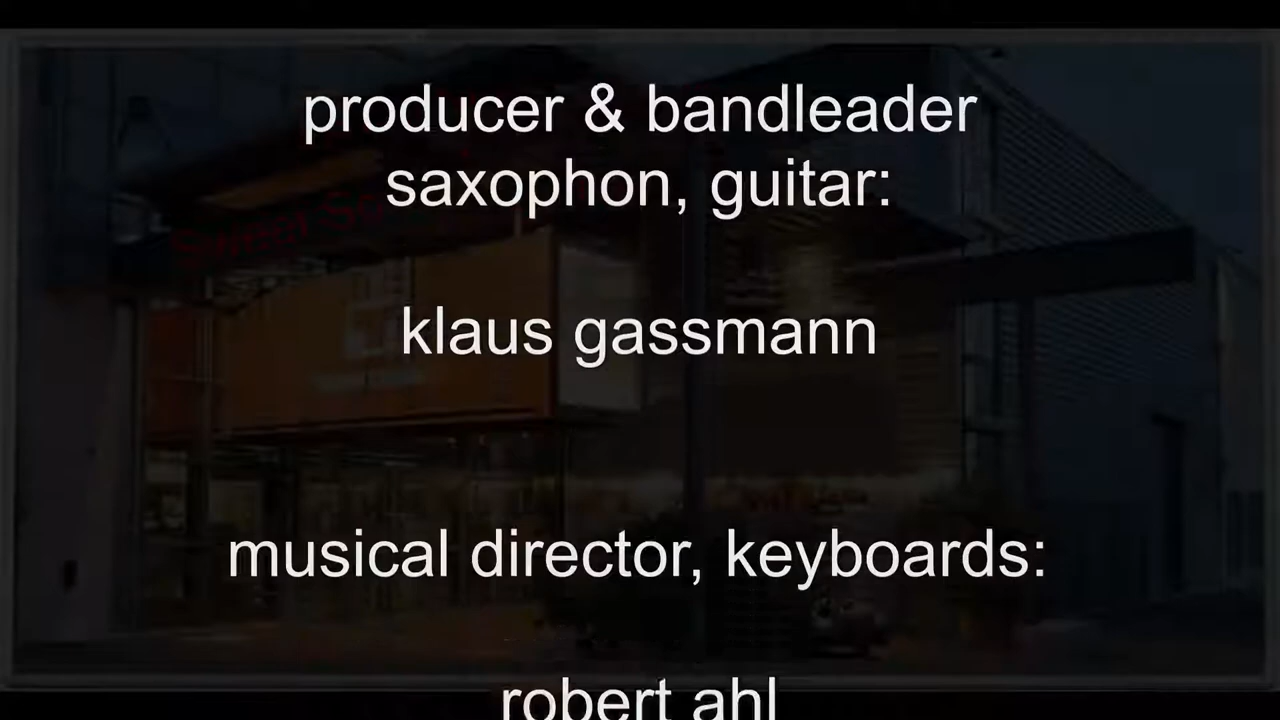 producer & bandleader
saxophon, guitar:
klaus gassmann
musical director, keyboards:
robert ahl